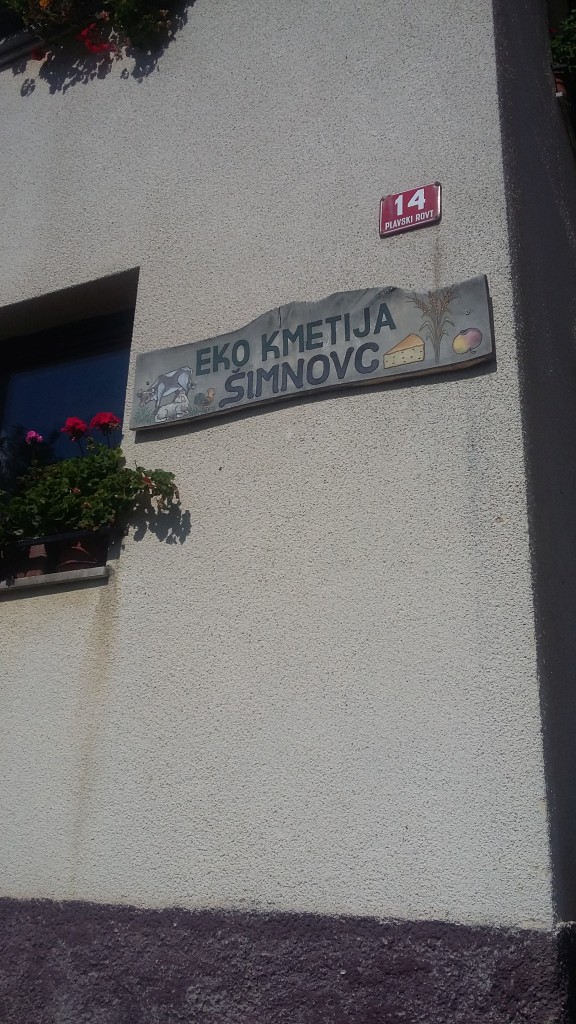 14
PLAVSKI ROVT
EKO KMETIJA
ŠIMNOVC